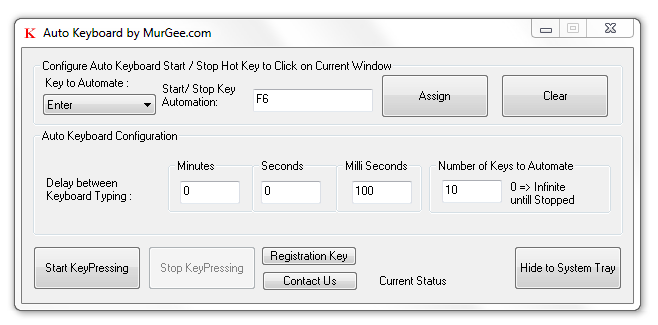 K Auto Keyboard by MurGee.com
Configure Auto Keyboard Start / Stop Hot Key to Click on Current Window
Key to Automate :
Enter
Start/ Stop Key
Automation:
F6
Assign
Clear
Auto Keyboard Configuration
Delay between
Keyboard Typing :
Minutes
0
Seconds
0
Milli Seconds
100
Number of Keys to Automate
10
0 => Infinite
untill Stopped
Start KeyPressing
Stop KeyPressing
Registration Key
Contact Us
Current Status
Hide to System Tray